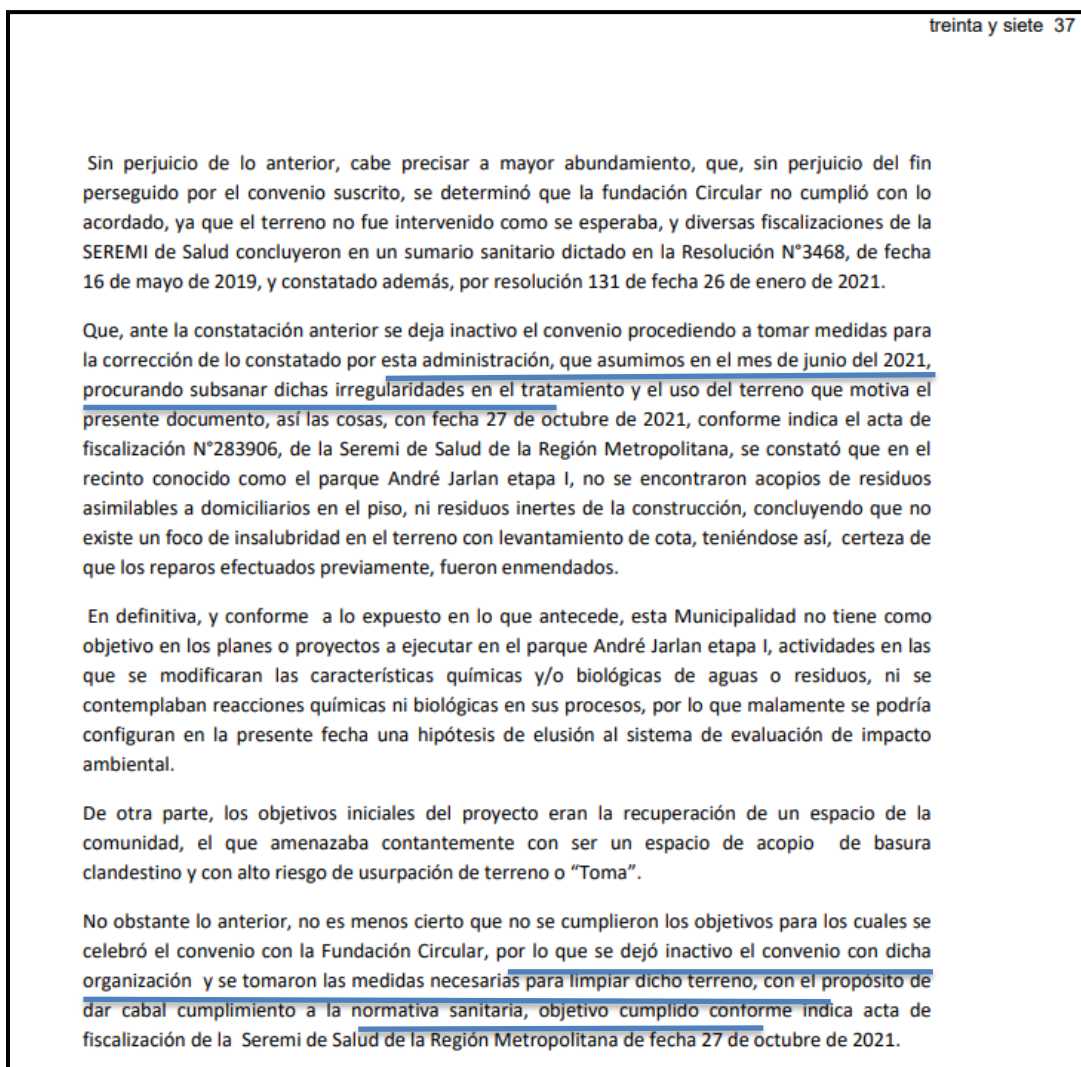 treinta y siete 37
Sin perjuicio de lo anterior, cabe precisar a mayor abundamiento, que, sin perjuicio del fin
perseguido por el convenio suscrito, se determinó que la fundación Circular no cumplió con lo
acordado, ya que el terreno no fue intervenido como se esperaba, y diversas fiscalizaciones de la
SEREMI de Salud concluyeron en un sumario sanitario dictado en la Resolución N°3468, de fecha
16 de mayo de 2019, y constatado además, por resolución 131 de fecha 26 de enero de 2021.
Que, ante la constatación anterior se deja inactivo el convenio procediendo a tomar medidas para
la corrección de lo constatado por esta administración, que asumimos en el mes de junio del 2021,
procurando subsanar dichas irregularidades en el tratamiento y el uso del terreno que motiva el
presente documento, así las cosas, con fecha 27 de octubre de 2021, conforme indica el acta de
fiscalización N°283906, de la Seremi de Salud de la Región Metropolitana, se constató que en el
recinto conocido como el parque André Jarlan etapa I, no se encontraron acopios de residuos
asimilables a domiciliarios en el piso, ni residuos inertes de la construcción, concluyendo que no
existe un foco de insalubridad en el terreno con levantamiento de cota, teniéndose así, certeza de
que los reparos efectuados previamente, fueron enmendados.
En definitiva, y conforme a lo expuesto en lo que antecede, esta Municipalidad no tiene como
objetivo en los planes o proyectos a ejecutar en el parque André Jarlan etapa I, actividades en las
que se modificaran las características químicas y/o biológicas de aguas o residuos, ni se
contemplaban reacciones químicas ni biológicas en sus procesos, por lo que malamente se podría
configuran en la presente fecha una hipótesis de elusión al sistema de evaluación de impacto
ambiental.
De otra parte, los objetivos iniciales del proyecto eran la recuperación de un espacio de la
comunidad, el que amenazaba contantemente con ser un espacio de acopio de basura
clandestino y con alto riesgo de usurpación de terreno o “Toma”.
No obstante lo anterior, no es menos cierto que no se cumplieron los objetivos para los cuales se
celebró el convenio con la Fundación Circular, por lo que se dejó inactivo el convenio con dicha
organización y se tomaron las medidas necesarias para limpiar dicho terreno, con el propósito de
dar cabal cumplimiento a la normativa sanitaria, objetivo cumplido conforme indica acta de
fiscalización de la Seremi de Salud de la Región Metropolitana de fecha 27 de octubre de 2021.